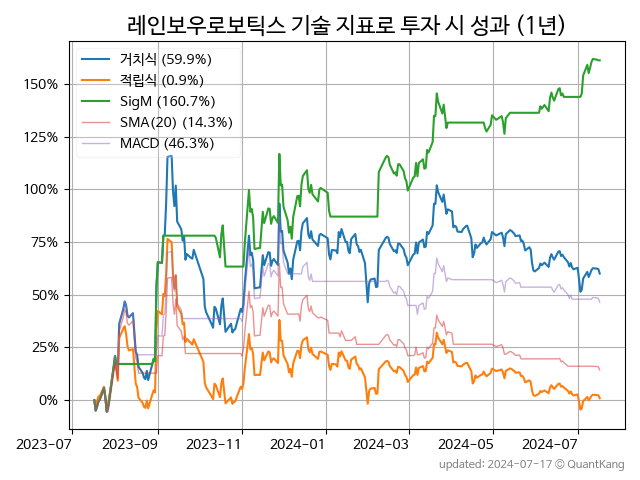 레인보우로보틱스 기술 지표로 투자 시 성과 (1년)
거치식 (59.9%)
적립식 (0.9%)
SigM (160.7%)
SMA(20) (14.3%)
MACD (46.3%)
150%
125%
100%
75%
50%
25%
0%
2023-07 2023-09 2023-11 2024-01 2024-03 2024-05 2024-07
updated: 2024-07-17 © QuantKang